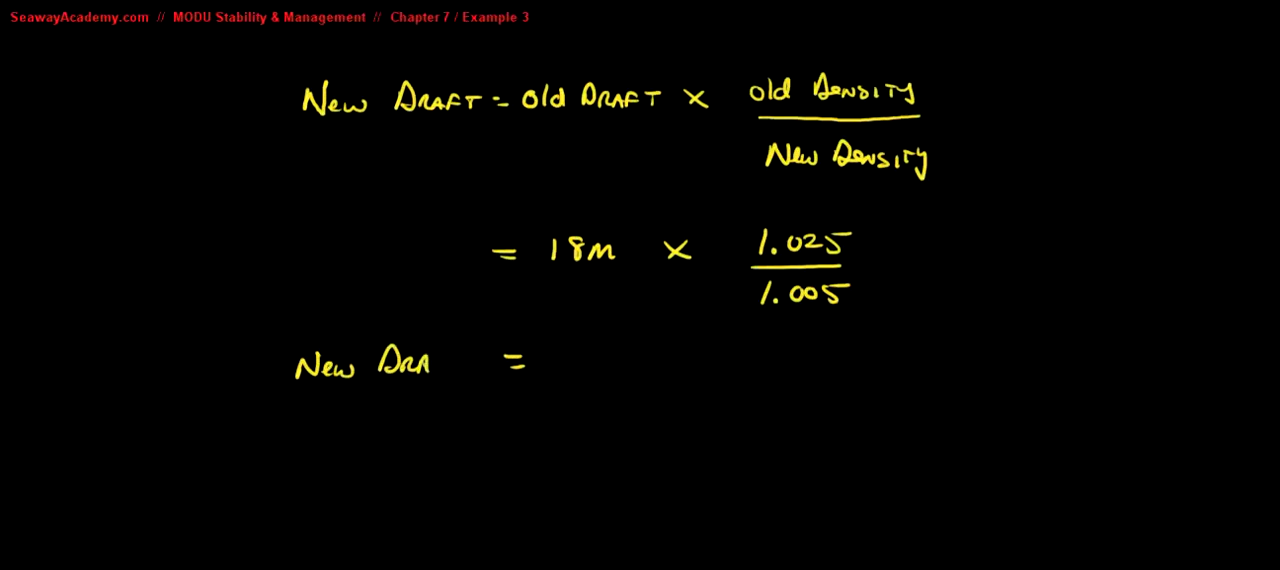 SeawayAcademy.com // MODU Stability & Management // Chapter 7 / Example 3
New DRAFT = old DRAFT × old DENSITY
New DENSITY
= 18M × 1.025
1.005
New DRA =